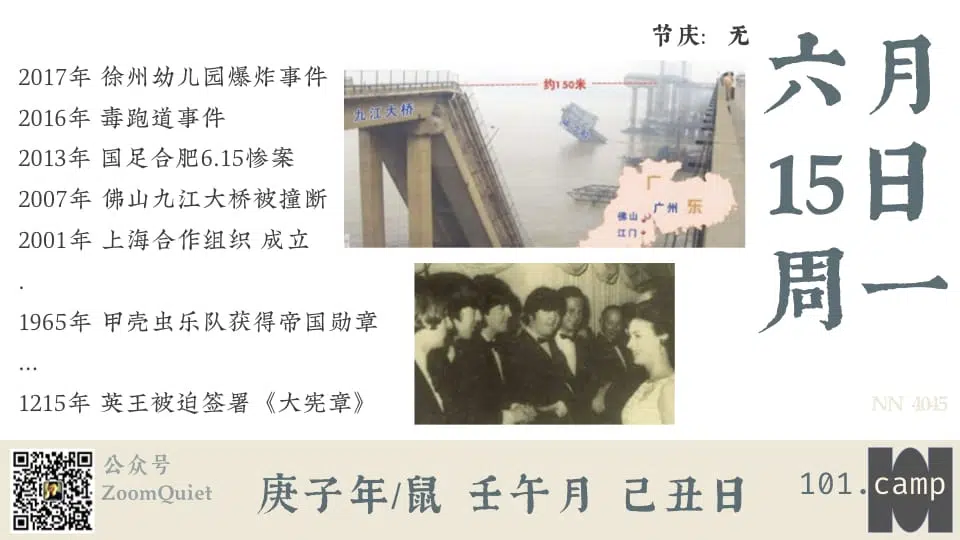 节庆: 无
六月
15日
周一
2017年 徐州幼儿园爆炸事件
2016年 毒跑道事件
2013年 国足合肥6.15惨案
2007年 佛山九江大桥被撞断
2001年 上海合作组织 成立
.
1965年 甲壳虫乐队获得帝国勋章
...
1215年 英王被迫签署《大宪章》
约150米
九江大桥
广东
广州
佛山
江门
NN 4045
公众号
ZoomQuiet
庚子年/鼠 壬午月 己丑日
101.camp